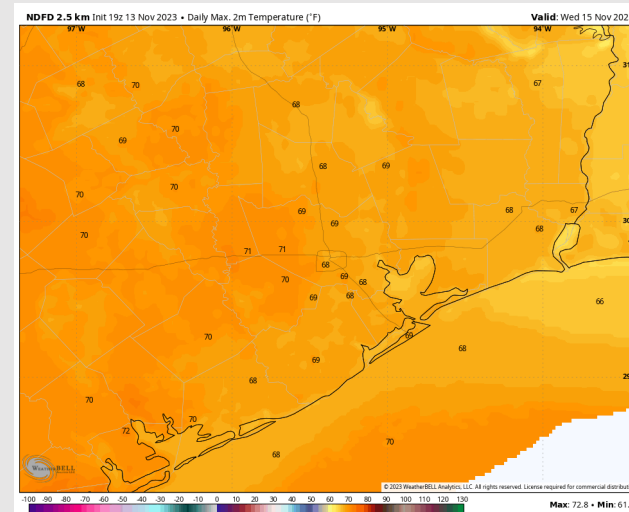 NDFD 2.5 km Init 19z 13 Nov 2023 • Daily Max. 2m Temperature (°F)
Valid: Wed 15 Nov 202
97°W 96°W 95°W 94°W
31
68 70 68 67
70
69
68 69
70 70
69 68 67
70 69 68
30
71 71
68
70 69 68
69 68
66
70 69
69 68
29
68
70 70
72 70
68
WeatherBELL
© 2023 WeatherBELL Analytics, LLC. All rights reserved. License required for commercial distribut
-100 -90 -80 -70 -60 -50 -40 -30 -20 -10 0 10 20 30 40 50 60 70 80 90 100 110 120 130
Max: 72.8 • Min: 61.